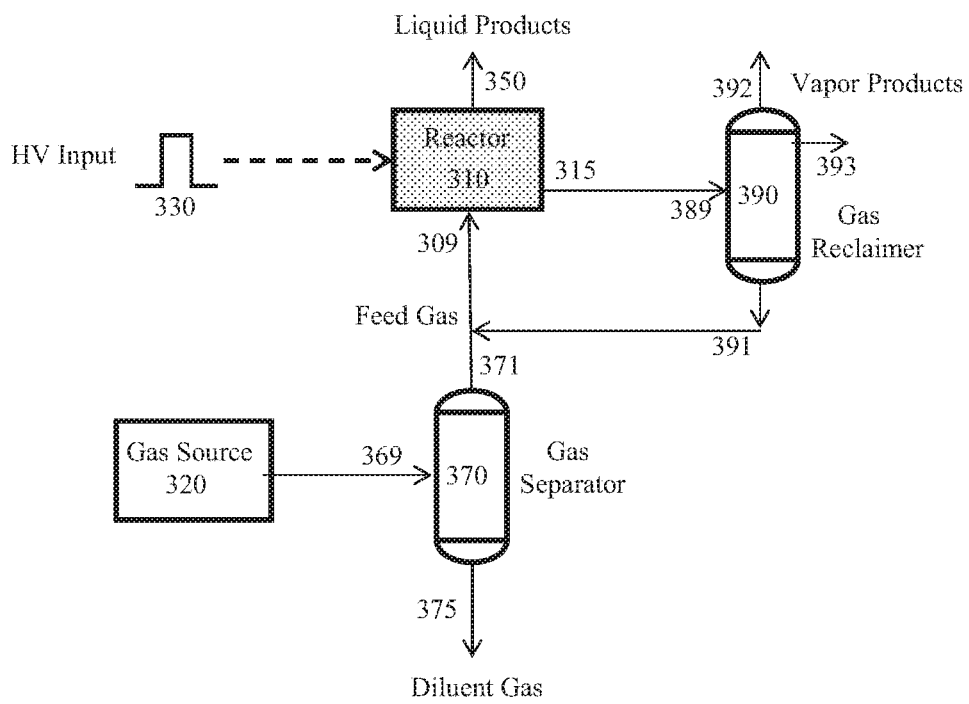 Liquid Products
350
392
Vapor Products
Reactor
310
HV Input
330
315
389
390
393
Gas
Reclaimer
309
Feed Gas
391
371
Gas Source
320
369
370
Gas
Separator
375
Diluent Gas